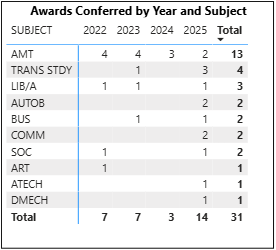 Awards Conferred by Year and Subject
SUBJECT 2022 2023 2024 2025 Total
AMT 4 4 3 2 13
TRANS STDY 1 3 4
LIB/A 1 1 1 3
AUTOB 2 2
BUS 1 1 2
COMM 2 2
SOC 1 1 2
ART 1 1
ATECH 1 1
DMECH 1 1
Total 7 7 3 14 31